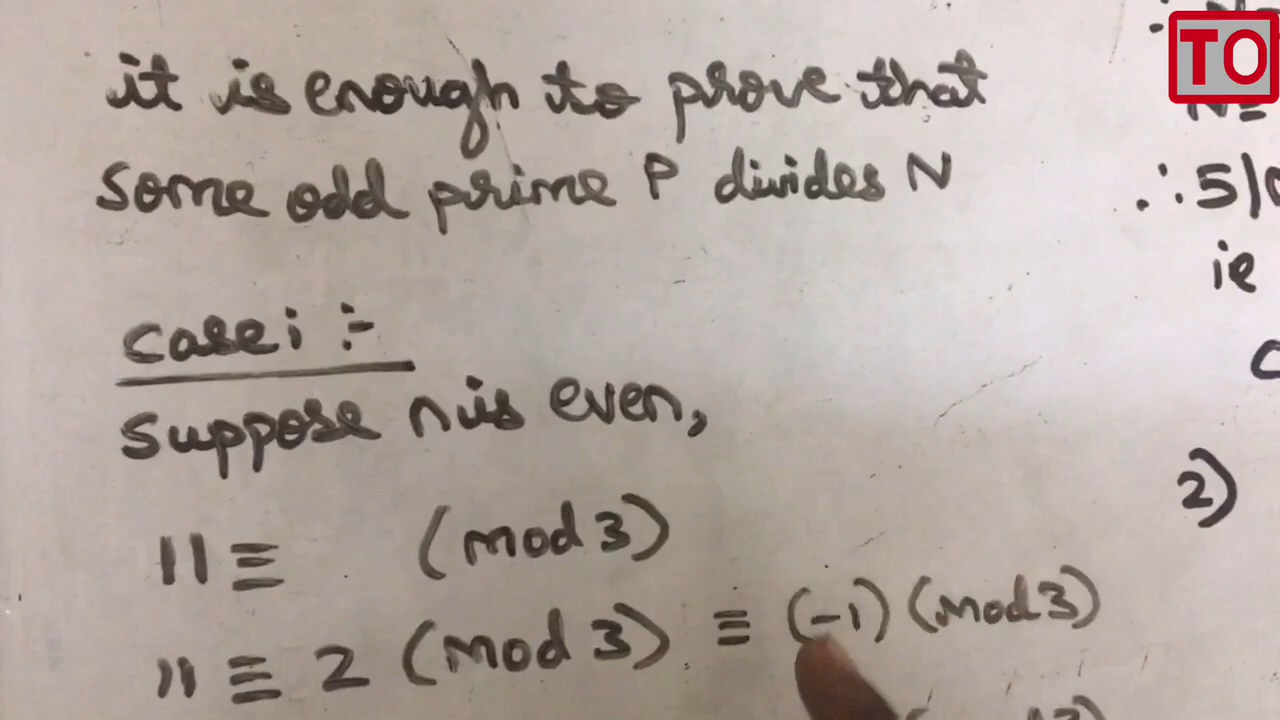 it is enough to prove that
some odd prime P divides N
case i :-
Suppose n is even,
11 ≡ (mod 3)
11 ≡ 2 (mod 3) ≡ (-1) (mod 3)
TO
N≡
∴ 5|
ie
2)